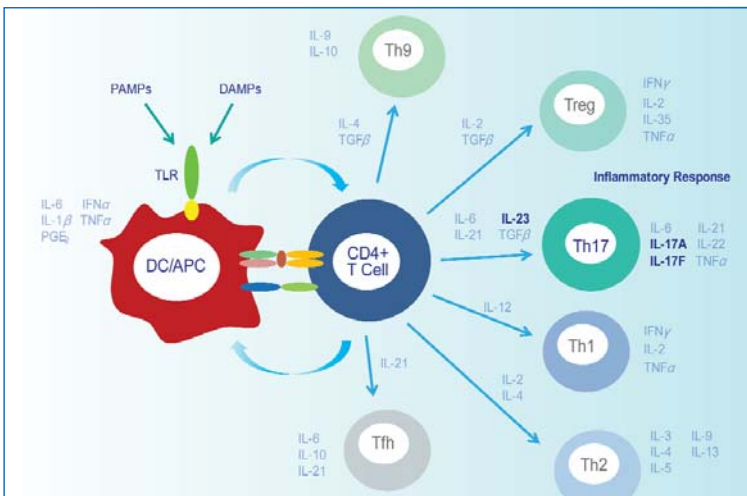 IL-9
IL-10
Th9
PAMPs
DAMPs
TLR
IL-6 IFNα
IL-1β TNFα
DC/APC
CD4+
T Cell
IL-4
TGFβ
IL-2
TGFβ
Treg
IFNγ
IL-2
IL-35
TNFα
Inflammatory Response
IL-6 IL-23
IL-21 TGFβ
Th17
IL-6 IL-21
IL-17A IL-22
IL-17F TNFα
IL-12
Th1
IFNγ
IL-2
TNFα
IL-21
IL-2
IL-4
IL-6
IL-10
IL-21
Tfh
Th2
IL-3 IL-9
IL-4 IL-13
IL-5